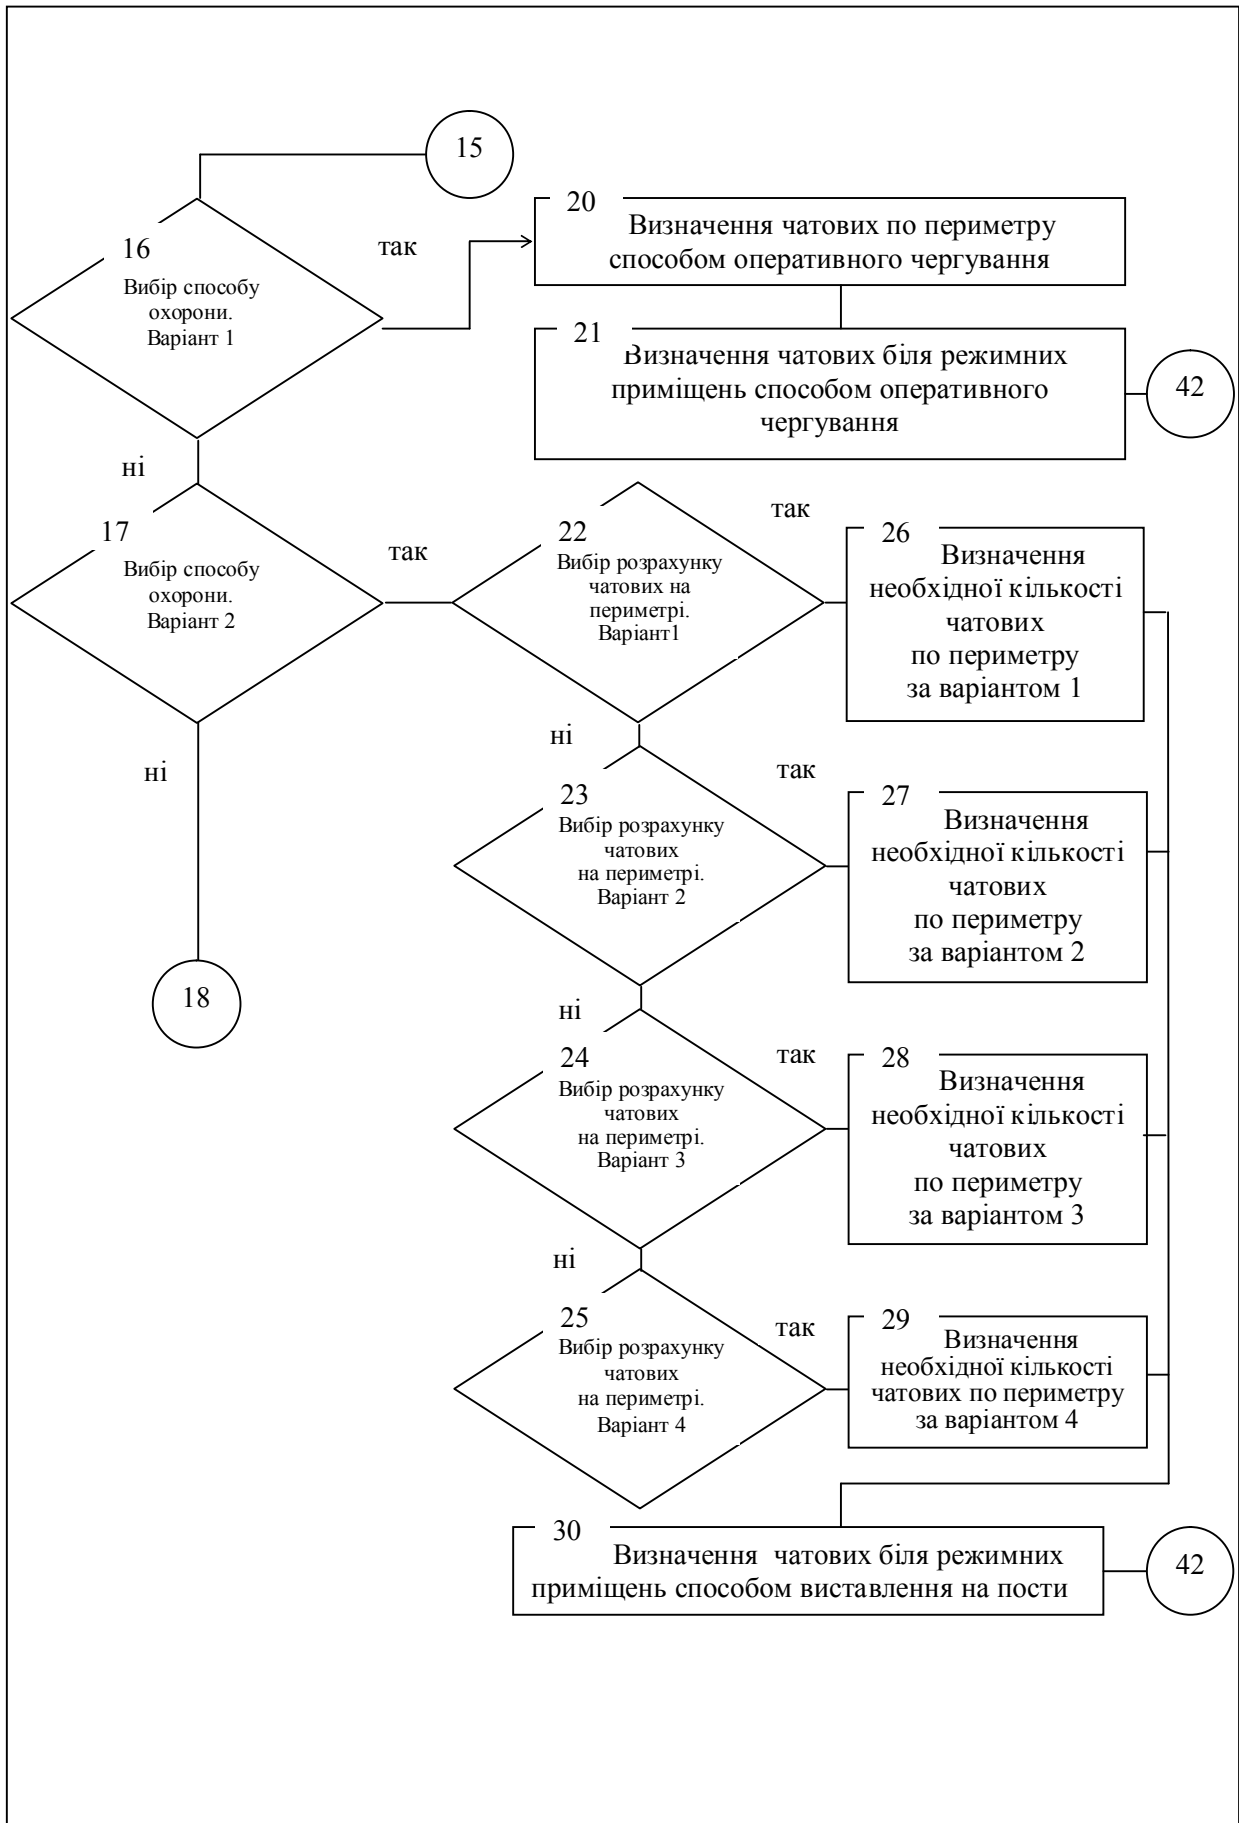 15
16
Вибір способу
охорони.
Варіант 1
так
20
Визначення чатових по периметру
способом оперативного чергування
21
Визначення чатових біля режимних
приміщень способом оперативного
чергування
42
ні
17
Вибір способу
охорони.
Варіант 2
так
22
Вибір розрахунку
чатових на
периметрі.
Варіант1
так
26
Визначення
необхідної кількості
чатових
по периметру
за варіантом 1
ні
ні
18
23
Вибір розрахунку
чатових
на периметрі.
Варіант 2
так
27
Визначення
необхідної кількості
чатових
по периметру
за варіантом 2
ні
24
Вибір розрахунку
чатових
на периметрі.
Варіант 3
так
28
Визначення
необхідної кількості
чатових
по периметру
за варіантом 3
ні
25
Вибір розрахунку
чатових
на периметрі.
Варіант 4
так
29
Визначення
необхідної кількості
чатових по периметру
за варіантом 4
30
Визначення чатових біля режимних
приміщень способом виставлення на пости
42